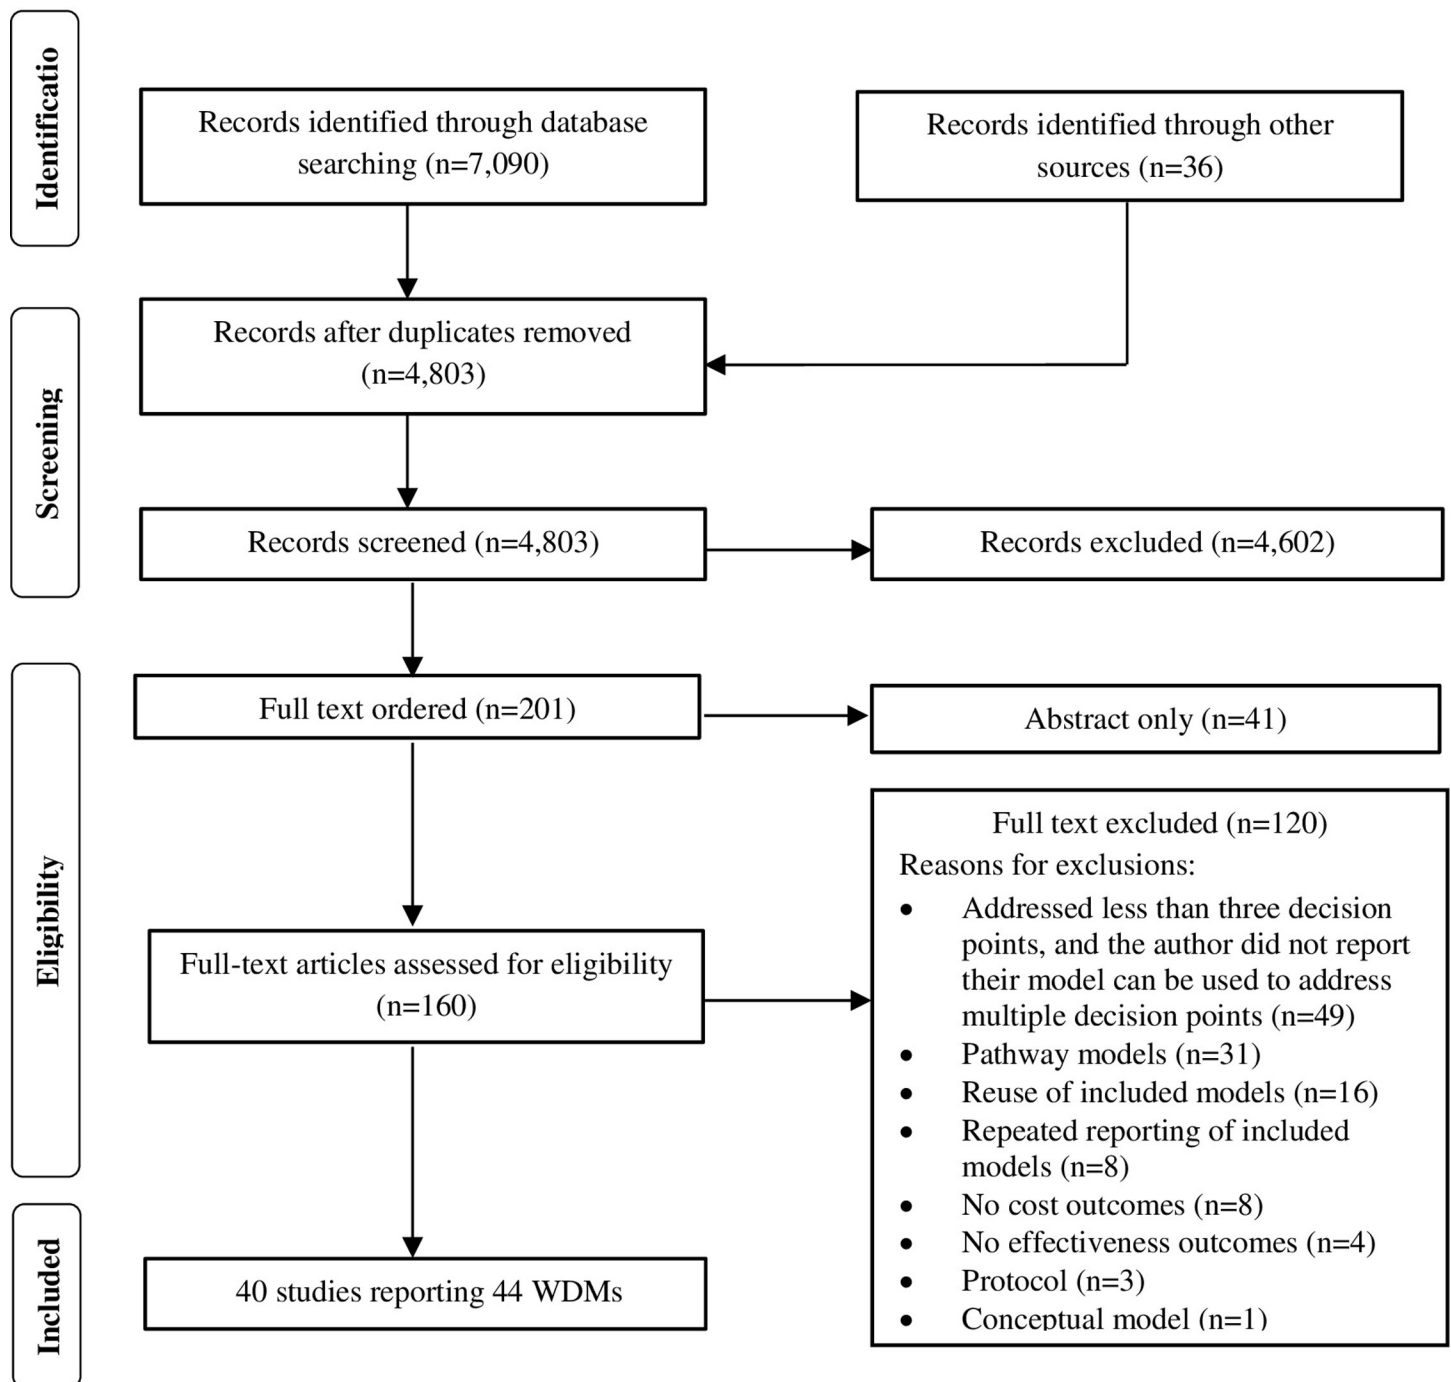 Identificatio
Records identified through database
searching (n=7,090)
Records identified through other
sources (n=36)
Screening
Records after duplicates removed
(n=4,803)
Records screened (n=4,803)
Records excluded (n=4,602)
Eligibility
Full text ordered (n=201)
Abstract only (n=41)
Full-text articles assessed for eligibility
(n=160)
Full text excluded (n=120)
Reasons for exclusions:
• Addressed less than three decision
points, and the author did not report
their model can be used to address
multiple decision points (n=49)
• Pathway models (n=31)
• Reuse of included models (n=16)
• Repeated reporting of included
models (n=8)
• No cost outcomes (n=8)
• No effectiveness outcomes (n=4)
• Protocol (n=3)
• Conceptual model (n=1)
Included
40 studies reporting 44 WDMs